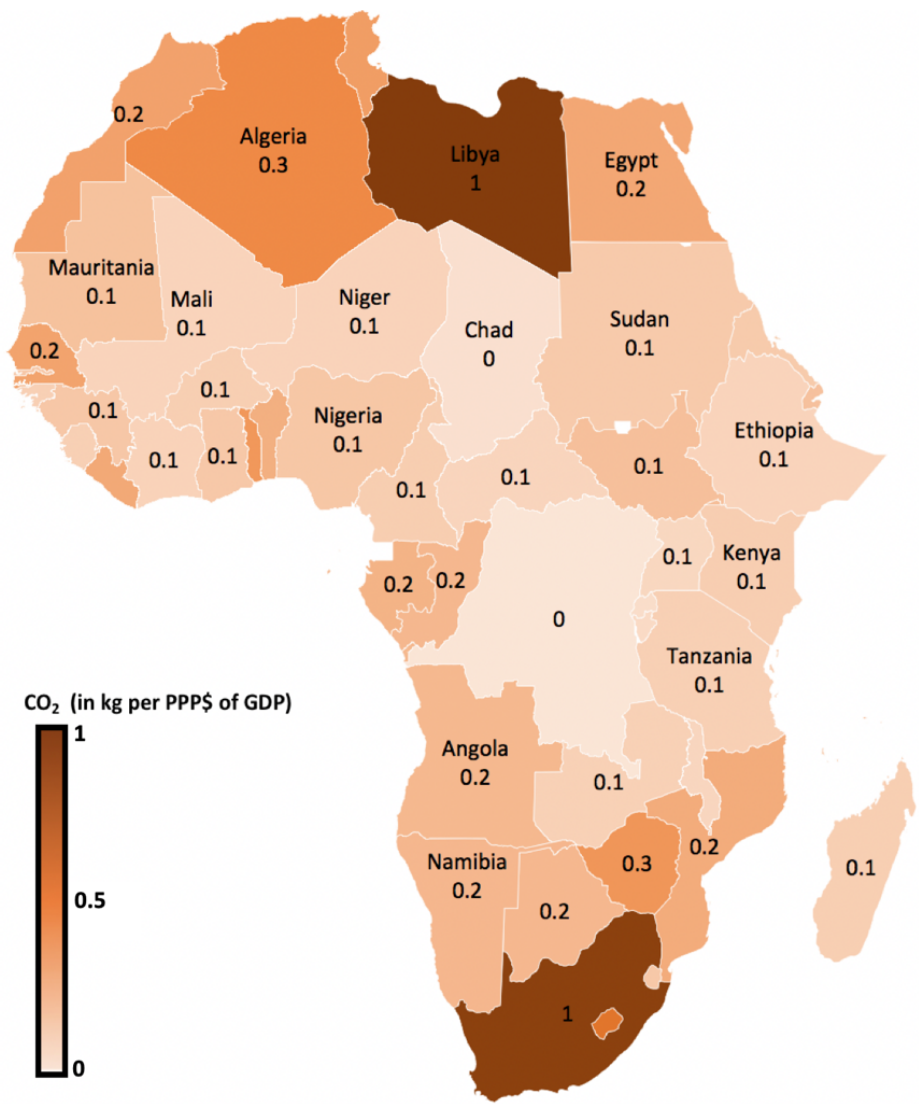 0.2
Algeria
0.3
Libya
1
Egypt
0.2
Mauritania
0.1
Mali
0.1
Niger
0.1
Chad
0
Sudan
0.1
0.2
0.1
0.1
Nigeria
0.1
Ethiopia
0.1
0.1
0.1
0.1
0.1
0.1
0.1
Kenya
0.1
0.2
0.2
0
Tanzania
0.1
CO₂ (in kg per PPP$ of GDP)
1
0.5
0
Angola
0.2
0.1
0.2
0.3
Namibia
0.2
0.2
0.1
1